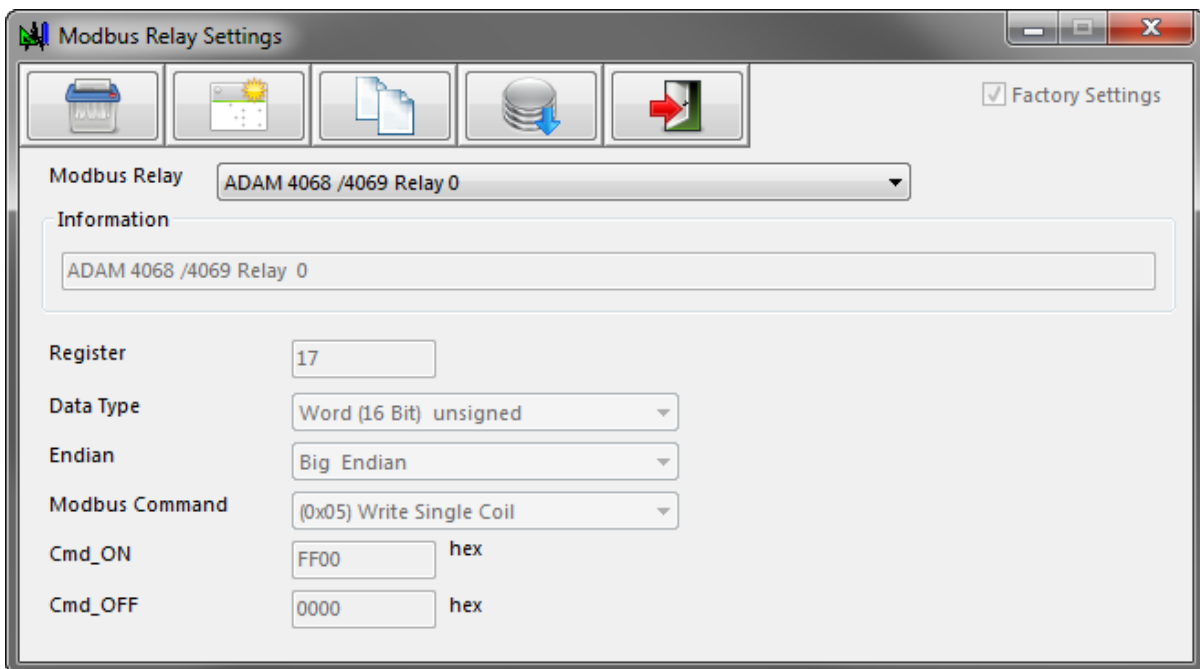 Modbus Relay Settings
Factory Settings
Modbus Relay ADAM 4068 /4069 Relay 0
Information
ADAM 4068 /4069 Relay  0
Register 17
Data Type Word (16 Bit)  unsigned
Endian Big  Endian
Modbus Command (0x05) Write Single Coil
Cmd_ON FF00 hex
Cmd_OFF 0000 hex